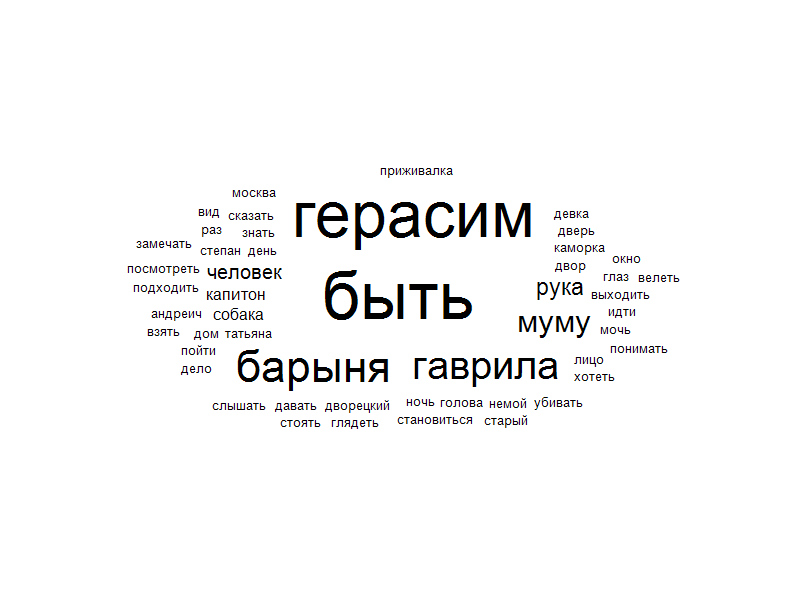 приживалка
москва
вид сказать
раз знать
замечать
степан день
посмотреть человек
подходить капитон
андреич собака
взять дом татьяна
пойти
дело
герасим
быть
барыня гаврила
девка
дверь
каморка
двор окно
рука глаз велеть
выходить
муму идти
мочь
понимать
лицо
хотеть
слышать давать дворецкий
стоять глядеть
ночь голова немой убивать
становиться старый